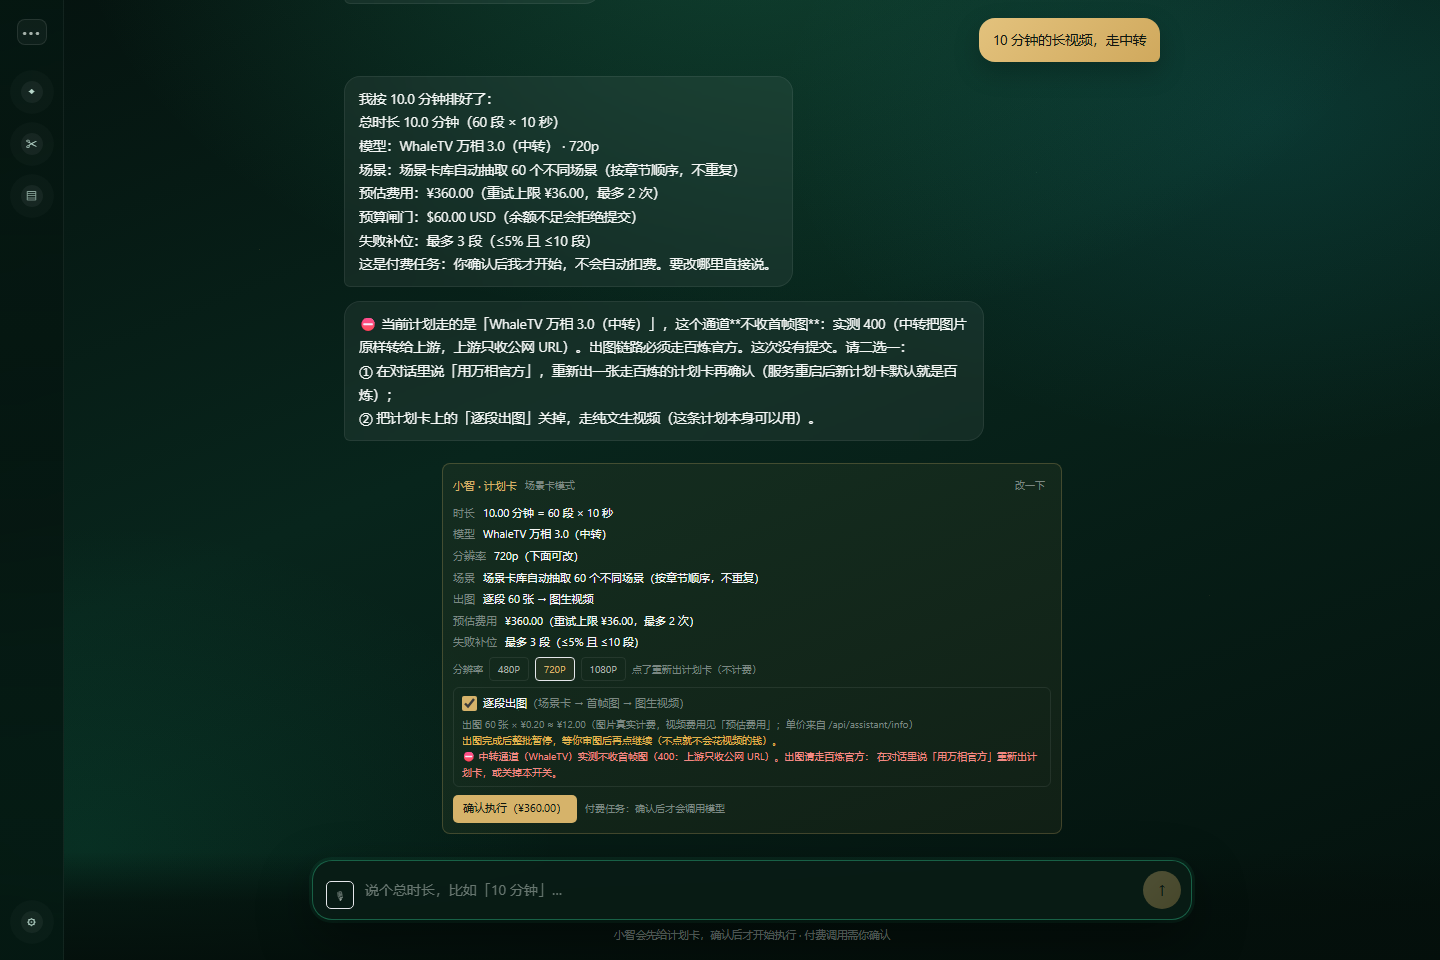 10 分钟的长视频，走中转
我按 10.0 分钟排好了：
总时长 10.0 分钟（60 段 × 10 秒）
模型：WhaleTV 万相 3.0（中转） · 720p
场景：场景卡库自动抽取 60 个不同场景（按章节顺序，不重复）
预估费用：¥360.00（重试上限 ¥36.00，最多 2 次）
预算闸门：$60.00 USD（余额不足会拒绝提交）
失败补位：最多 3 段（≤5% 且 ≤10 段）
这是付费任务：你确认后我才开始，不会自动扣费。要改哪里直接说。
⛔ 当前计划走的是「WhaleTV 万相 3.0（中转）」，这个通道**不收首帧图**：实测 400（中转把图片
原样转给上游，上游只收公网 URL）。出图链路必须走百炼官方。这次没有提交。请二选一：
① 在对话里说「用万相官方」，重新出一张走百炼的计划卡再确认（服务重启后新计划卡默认就是百
炼）；
② 把计划卡上的「逐段出图」关掉，走纯文生视频（这条计划本身可以用）。
小智 · 计划卡 场景卡模式 改一下
时长 10.00 分钟 = 60 段 × 10 秒
模型 WhaleTV 万相 3.0（中转）
分辨率 720p（下面可改）
场景 场景卡库自动抽取 60 个不同场景（按章节顺序，不重复）
出图 逐段 60 张 → 图生视频
预估费用 ¥360.00（重试上限 ¥36.00，最多 2 次）
失败补位 最多 3 段（≤5% 且 ≤10 段）
分辨率 480P 720P 1080P 点了重新出计划卡（不计费）
逐段出图（场景卡 → 首帧图 → 图生视频）
出图 60 张 × ¥0.20 ≈ ¥12.00（图片真实计费，视频费用见「预估费用」；单价来自 /api/assistant/info）
出图完成后整批暂停，等你审图后再点继续（不点就不会花视频的钱）。
⛔ 中转通道（WhaleTV）实测不收首帧图（400：上游只收公网 URL）。出图请走百炼官方： 在对话里说「用万相官方」重新出计
划卡，或关掉本开关。
确认执行（¥360.00） 付费任务：确认后才会调用模型
说个总时长，比如「10 分钟」...
小智会先给计划卡，确认后才开始执行 · 付费调用需你确认